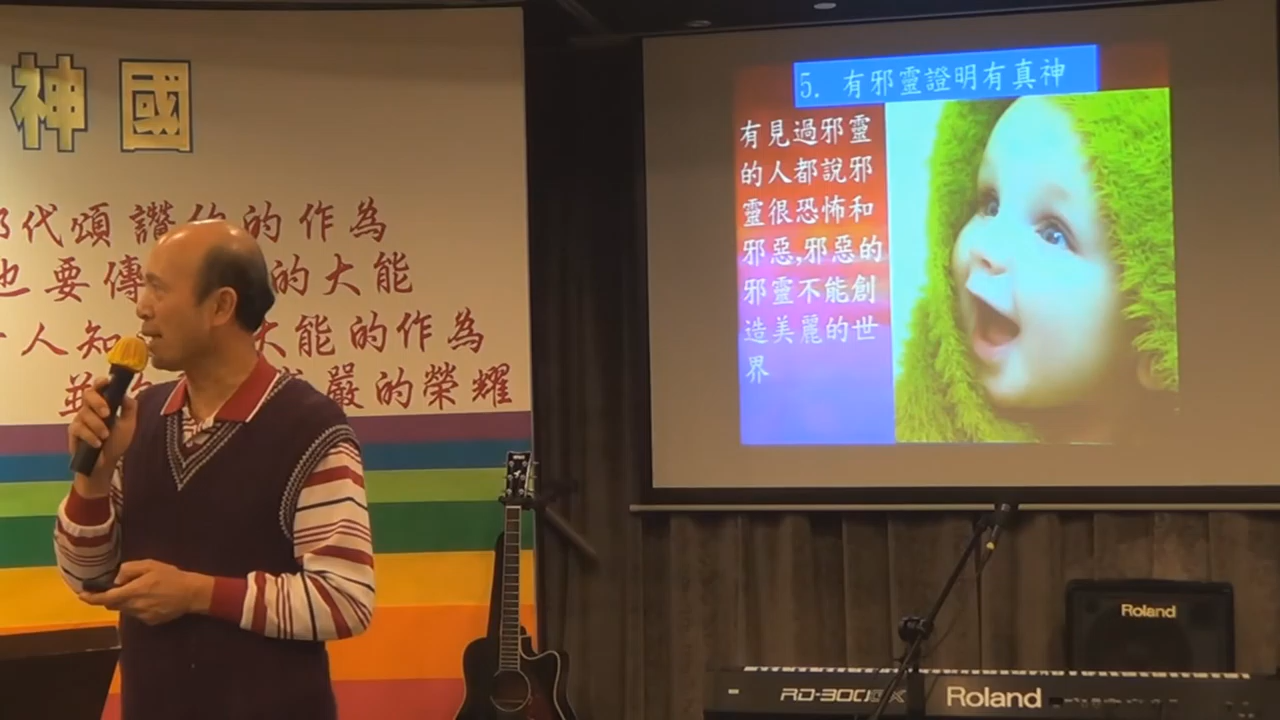 神國
代頌讚你的作為
也要傳 的大能
人知 大能的作為
並 嚴的榮耀
5. 有邪靈證明有真神
有見過邪靈
的人都說邪
靈很恐怖和
邪惡,邪惡的
邪靈不能創
造美麗的世
界
Roland
RD-300GX
Roland